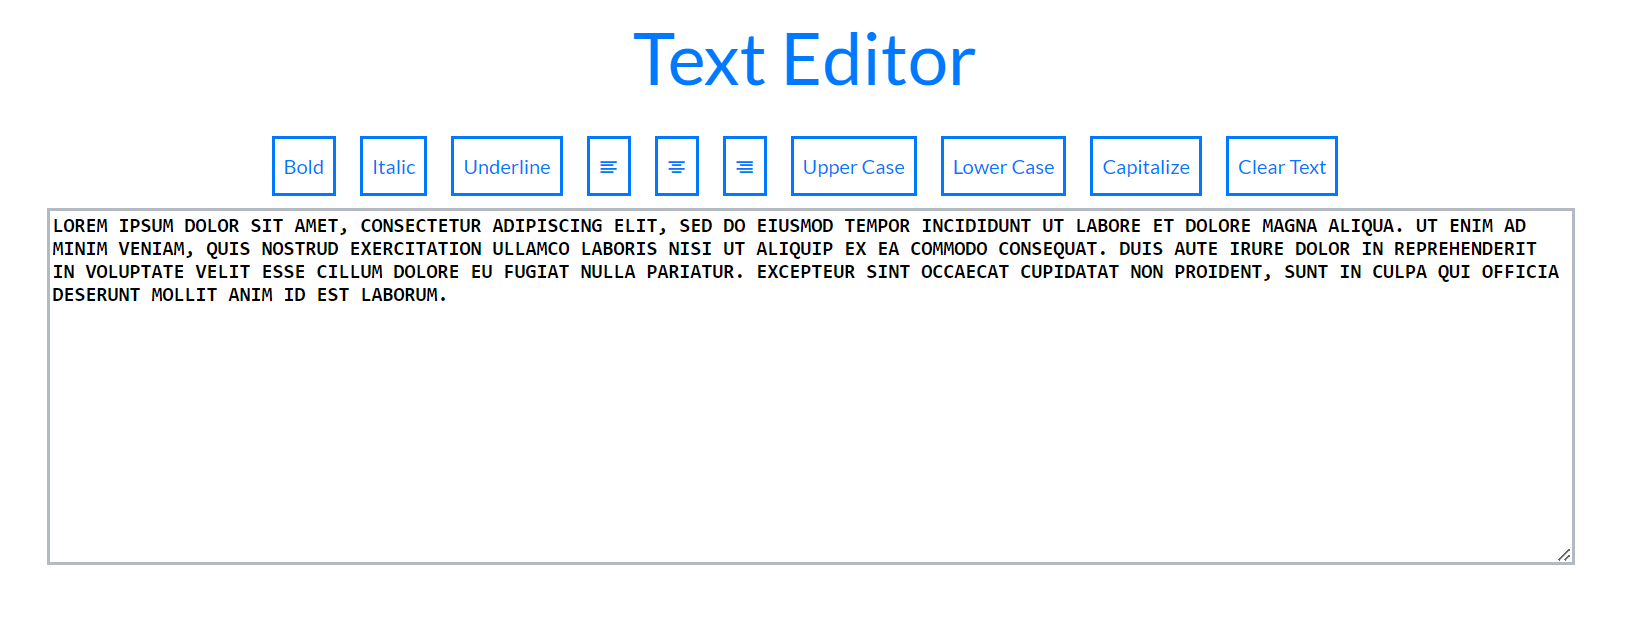 Text Editor
Bold Italic Underline Upper Case Lower Case Capitalize Clear Text
LOREM IPSUM DOLOR SIT AMET, CONSECTETUR ADIPISCING ELIT, SED DO EIUSMOD TEMPOR INCIDIDUNT UT LABORE ET DOLORE MAGNA ALIQUA. UT ENIM AD
MINIM VENIAM, QUIS NOSTRUD EXERCITATION ULLAMCO LABORIS NISI UT ALIQUIP EX EA COMMODO CONSEQUAT. DUIS AUTE IRURE DOLOR IN REPREHENDERIT
IN VOLUPTATE VELIT ESSE CILLUM DOLORE EU FUGIAT NULLA PARIATUR. EXCEPTEUR SINT OCCAECAT CUPIDATAT NON PROIDENT, SUNT IN CULPA QUI OFFICIA
DESERUNT MOLLIT ANIM ID EST LABORUM.